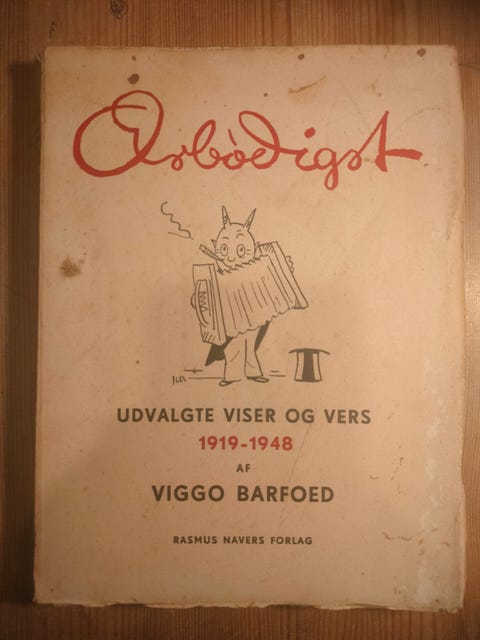 Ærbødigst
UDVALGTE VISER OG VERS
1919-1948
AF
VIGGO BARFOED
RASMUS NAVERS FORLAG